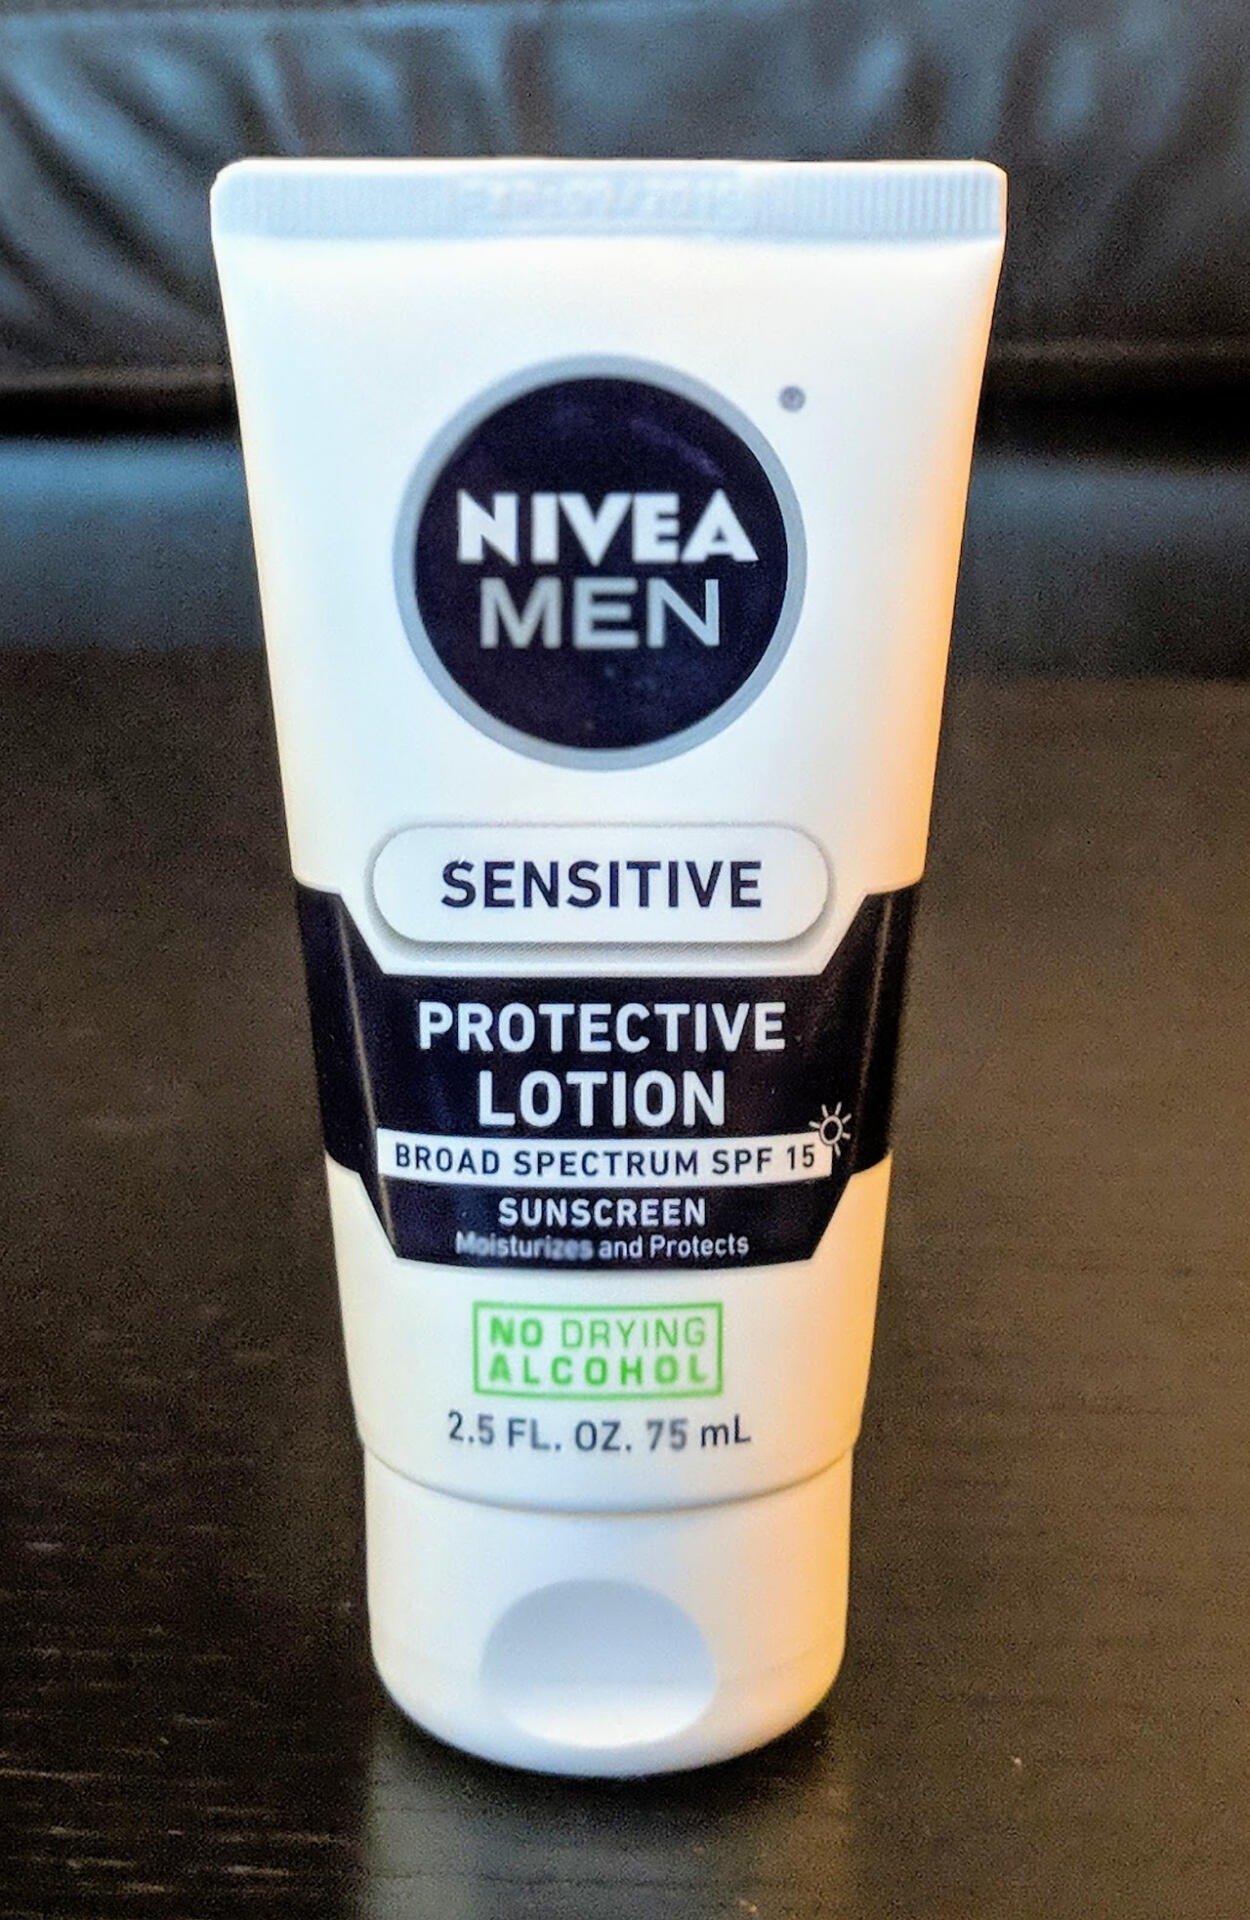 NIVEA
MEN
SENSITIVE
PROTECTIVE
LOTION
BROAD SPECTRUM SPF 15
SUNSCREEN
Moisturizes and Protects
NO DRYING
ALCOHOL
2.5 FL. OZ. 75 mL